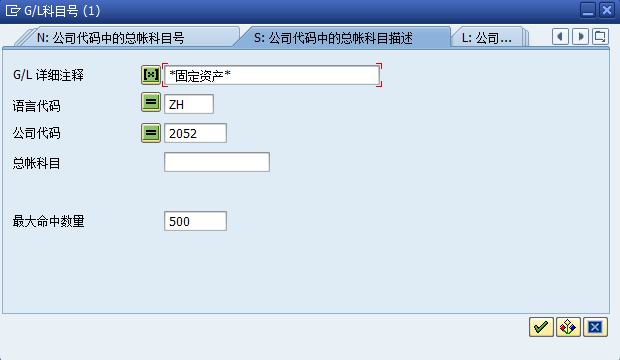 G/L科目号 (1)
N: 公司代码中的总帐科目号 S: 公司代码中的总帐科目描述 L: 公司...
G/L 详细注释 *固定资产*
语言代码 ZH
公司代码 2052
总帐科目
最大命中数量 500